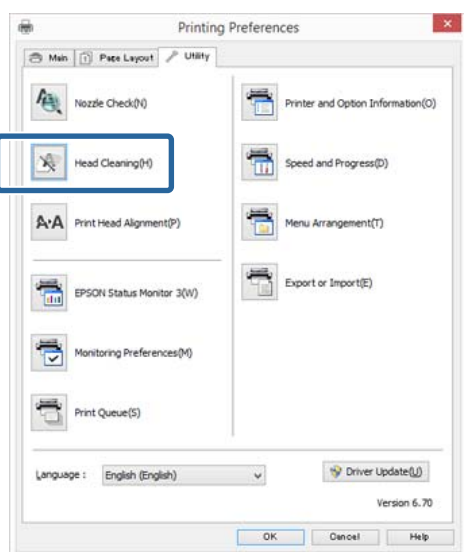 Printing Preferences
Main Page Layout Utility
Nozzle Check(N)
Head Cleaning(H)
A·A Print Head Alignment(P)
EPSON Status Monitor 3(W)
Monitoring Preferences(M)
Print Queue(S)
Printer and Option Information(O)
Speed and Progress(D)
Menu Arrangement(T)
Export or Import(E)
Language : English (English)
Driver Update(U)
Version 6.70
OK Cancel Help